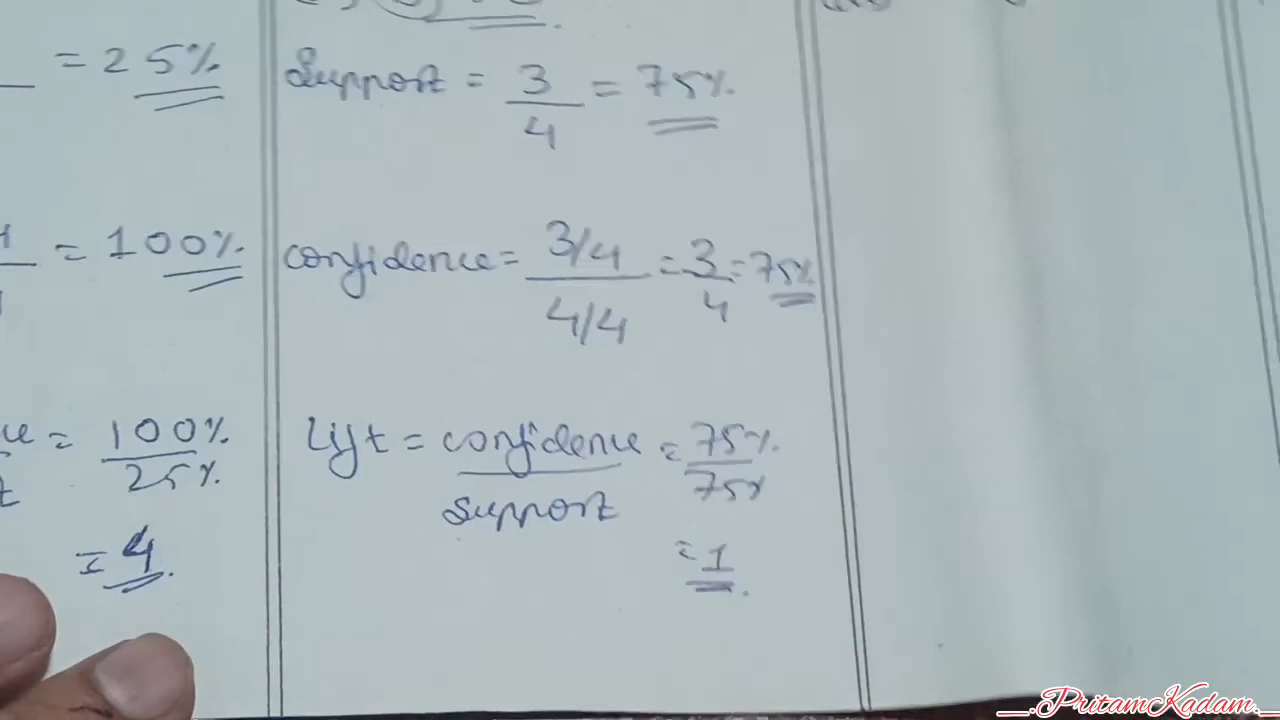 = 25%
= 100%
= 100%
25%
= 4.
Support = 3/4 = 75%
confidence = 3/4 / 4/4 = 3/4 = 75%
Lift = confidence / support = 75% / 75%
= 1.
PritamKadam.